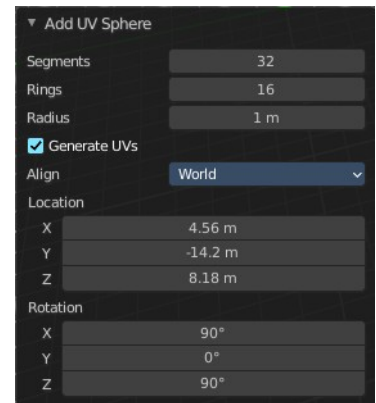 Add UV Sphere
Segments 32
Rings 16
Radius 1 m
Generate UVs
Align World
Location
X 4.56 m
Y -14.2 m
Z 8.18 m
Rotation
X 90°
Y 0°
Z 90°